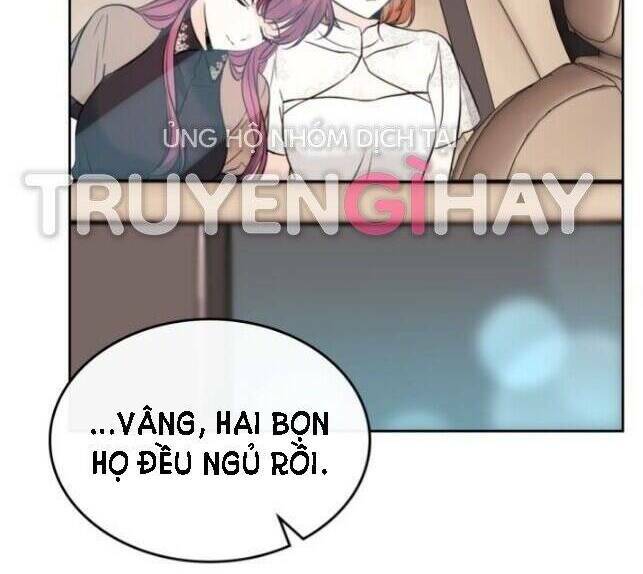 ỦNG HỘ NHÓM DỊCH TẠI
TRUYENGIHAY
...VÂNG, HAI BỌN
HỌ ĐỀU NGỦ RỒI.